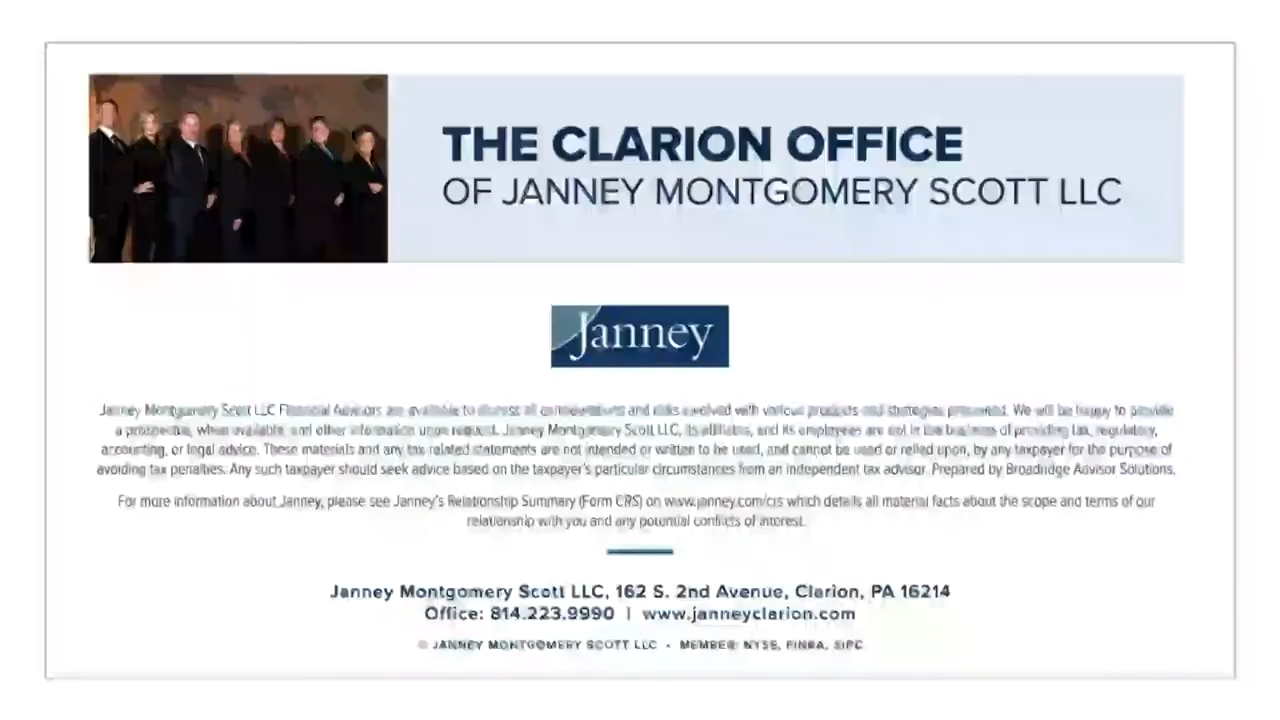 THE CLARION OFFICE
OF JANNEY MONTGOMERY SCOTT LLC
Janney
Janney Montgomery Scott LLC Financial Advisors are available to discuss all considerations and risks involved with various products and strategies presented. We will be happy to provide
a prospectus, when available, and other information upon request. Janney Montgomery Scott LLC, its affiliates, and its employees are not in the business of providing tax, regulatory,
accounting, or legal advice. These materials and any tax-related statements are not intended or written to be used, and cannot be used or relied upon, by any taxpayer for the purpose of
avoiding tax penalties. Any such taxpayer should seek advice based on the taxpayer's particular circumstances from an independent tax advisor. Prepared by Broadridge Advisor Solutions.
For more information about Janney, please see Janney's Relationship Summary (Form CRS) on www.janney.com/crs which details all material facts about the scope and terms of our
relationship with you and any potential conflicts of interest.
Janney Montgomery Scott LLC, 162 S. 2nd Avenue, Clarion, PA 16214
Office: 814.223.9990 | www.janneyclarion.com
© JANNEY MONTGOMERY SCOTT LLC • MEMBER: NYSE, FINRA, SIPC